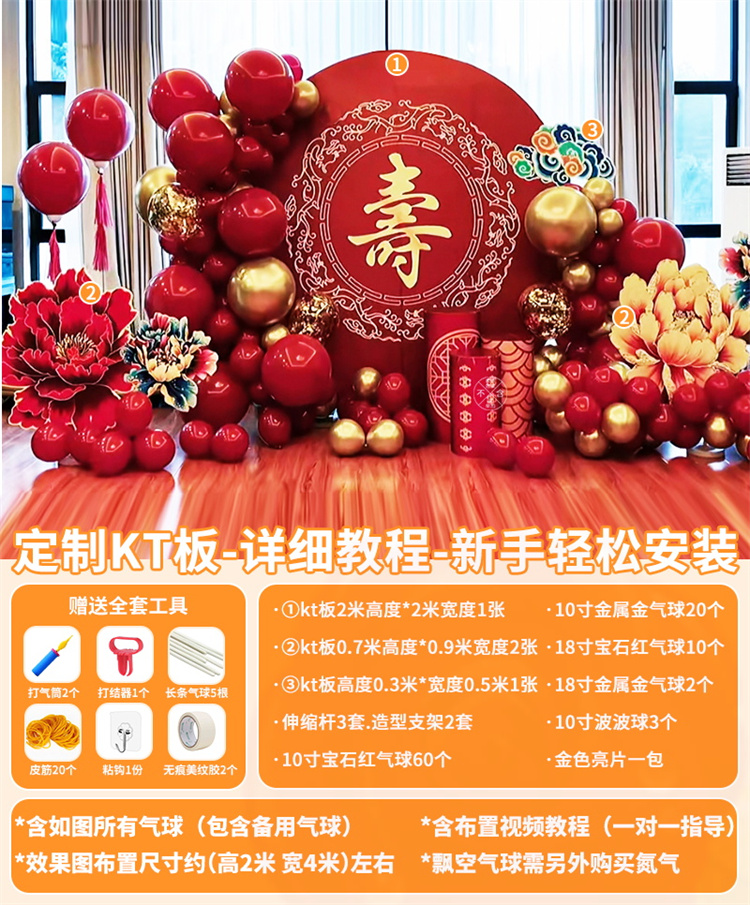 ①
③
寿
②
②
定制KT板-详细教程-新手轻松安装
赠送全套工具
打气筒2个
打结器1个
长条气球5根
皮筋20个
粘钩1份
无痕美纹胶2个
·①kt板2米高度*2米宽度1张
·②kt板0.7米高度*0.9米宽度2张
·③kt板高度0.3米*宽度0.5米1张
·伸缩杆3套.造型支架2套
·10寸宝石红气球60个
·10寸金属金气球20个
·18寸宝石红气球10个
·18寸金属金气球2个
·10寸波波球3个
·金色亮片一包
*含如图所有气球（包含备用气球）
*含布置视频教程（一对一指导）
*效果图布置尺寸约(高2米 宽4米)左右
*飘空气球需另外购买氮气